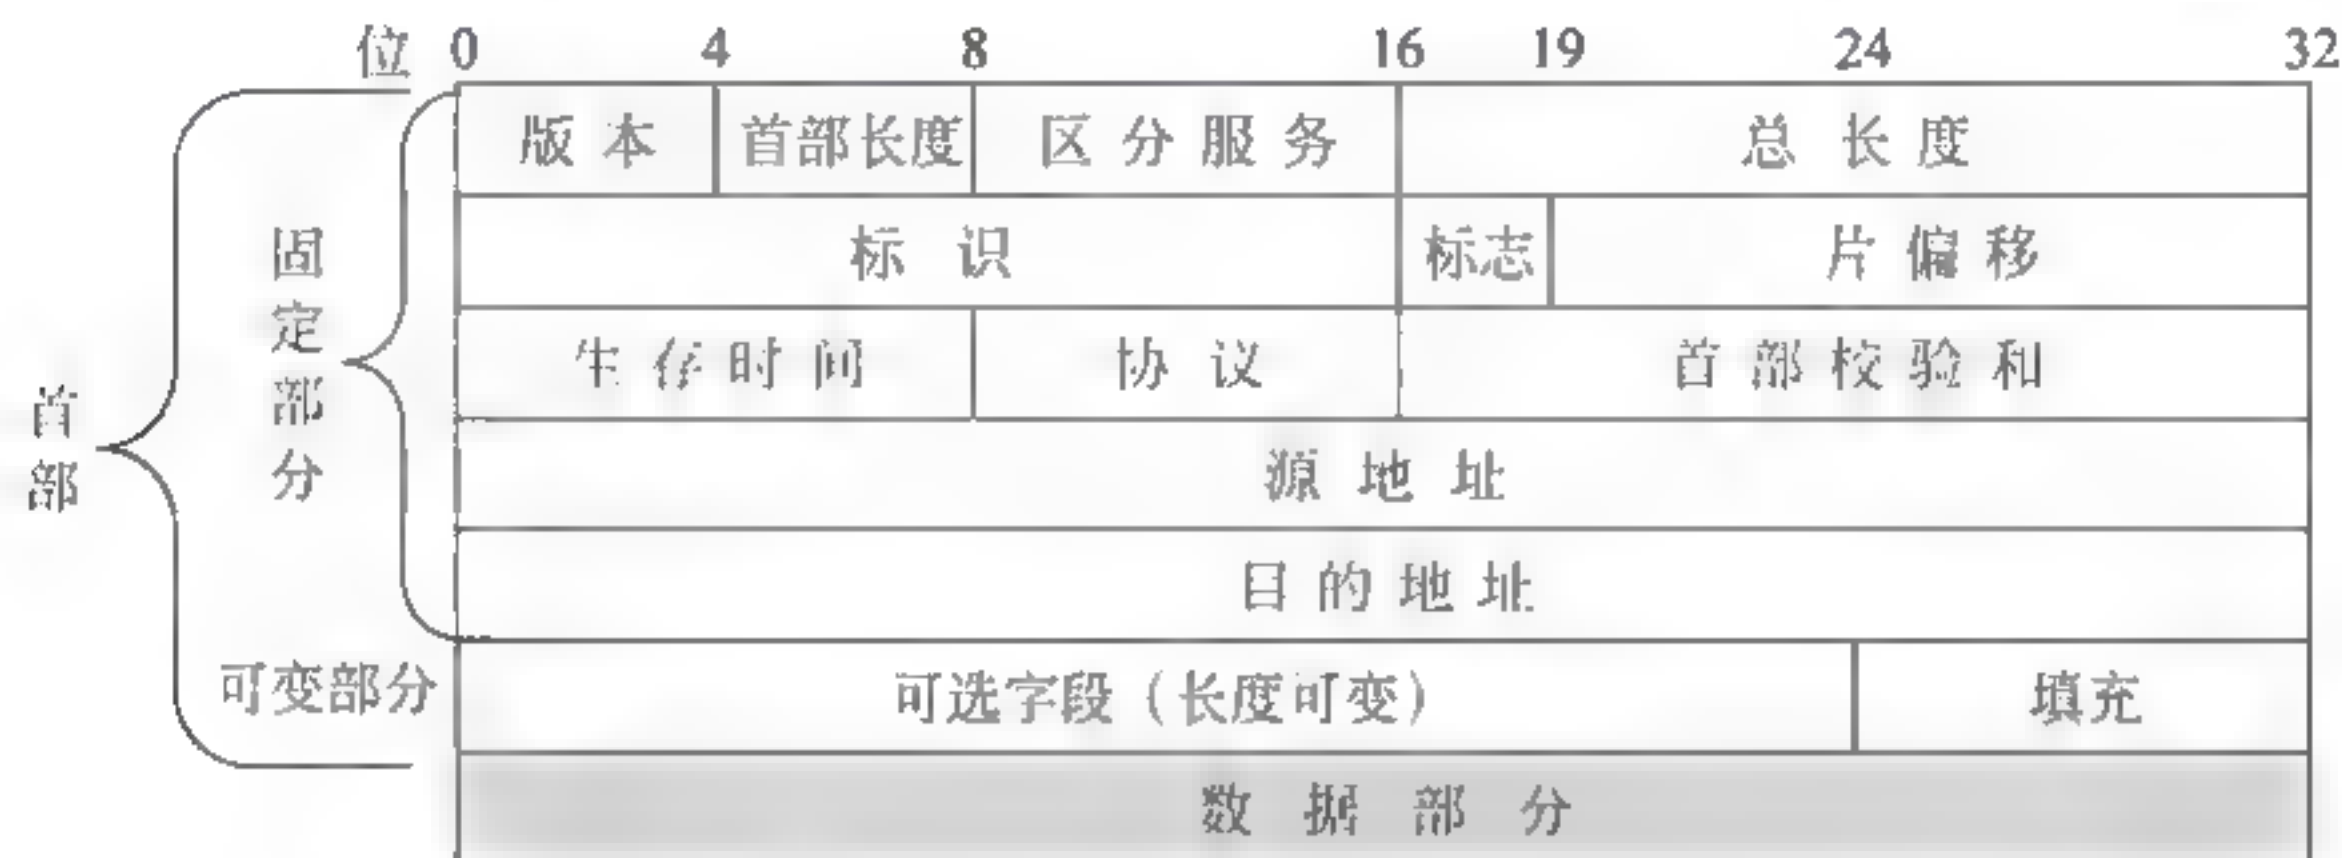 位 0 4 8 16 19 24 32
版本 首部长度 区分服务 总长度
标识 标志 片偏移
生存时间 协议 首部校验和
源地址
目的地址
可选字段（长度可变） 填充
数据部分
首部
固定部分
可变部分